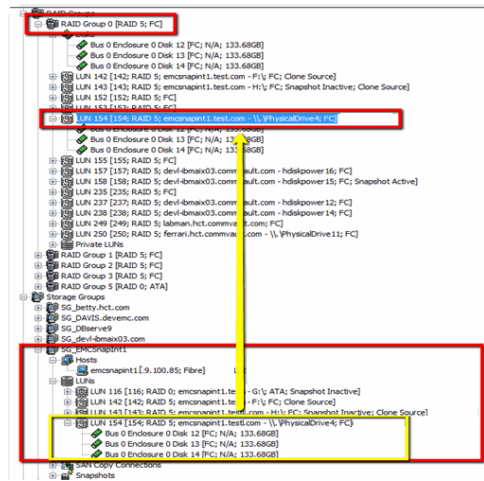 RAID Groups
RAID Group 0 [RAID 5; FC]
Disks
Bus 0 Enclosure 0 Disk 12 [FC; N/A; 133.68GB]
Bus 0 Enclosure 0 Disk 13 [FC; N/A; 133.68GB]
Bus 0 Enclosure 0 Disk 14 [FC; N/A; 133.68GB]
LUN 142 [142; RAID 5; emcsnapint1.test.com - F:\; FC; Clone Source]
LUN 143 [143; RAID 5; emcsnapint1.test.com - H:\; FC; Snapshot Inactive; Clone Source]
LUN 152 [152; RAID 5; FC]
LUN 153 [153; RAID 5; FC]
LUN 154 [154; RAID 5; emcsnapint1.test.com - \\.\PhysicalDrive4; FC]
Bus 0 Enclosure 0 Disk 12 [FC; N/A; 133.68GB]
Bus 0 Enclosure 0 Disk 13 [FC; N/A; 133.68GB]
Bus 0 Enclosure 0 Disk 14 [FC; N/A; 133.68GB]
LUN 155 [155; RAID 5; FC]
LUN 157 [157; RAID 5; devl-ibmaix03.commvault.com - hdiskpower16; FC]
LUN 158 [158; RAID 5; devl-ibmaix03.commvault.com - hdiskpower15; FC; Snapshot Active]
LUN 235 [235; RAID 5; FC]
LUN 237 [237; RAID 5; devl-ibmaix03.commvault.com - hdiskpower12; FC]
LUN 238 [238; RAID 5; devl-ibmaix03.commvault.com - hdiskpower14; FC]
LUN 249 [249; RAID 5; labman.hct.commvault.com; FC]
LUN 250 [250; RAID 5; ferrari.hct.commvault.com - \\.\PhysicalDrive11; FC]
Private LUNs
RAID Group 1 [RAID 5; FC]
RAID Group 2 [RAID 5; FC]
RAID Group 3 [RAID 5; FC]
RAID Group 5 [RAID 0; ATA]
Storage Groups
SG_betty.hct.com
SG_DAVIS.devemc.com
SG_DBserve9
SG_devl-ibmaix03.com
SG_EMCSnapInt1
Hosts
emcsnapint1[.9.100.85; Fibre]
LUNs
LUN 116 [116; RAID 0; emcsnapint1.test - G:\; ATA; Snapshot Inactive]
LUN 142 [142; RAID 5; emcsnapint1.test - F:\; FC; Clone Source]
LUN 143 [143; RAID 5; emcsnapint1.test.com - H:\; FC; Snapshot Inactive; Clone Source]
LUN 154 [154; RAID 5; emcsnapint1.test.com - \\.\PhysicalDrive4; FC]
Bus 0 Enclosure 0 Disk 12 [FC; N/A; 133.68GB]
Bus 0 Enclosure 0 Disk 13 [FC; N/A; 133.68GB]
Bus 0 Enclosure 0 Disk 14 [FC; N/A; 133.68GB]
SAN Copy Connections
Snapshots